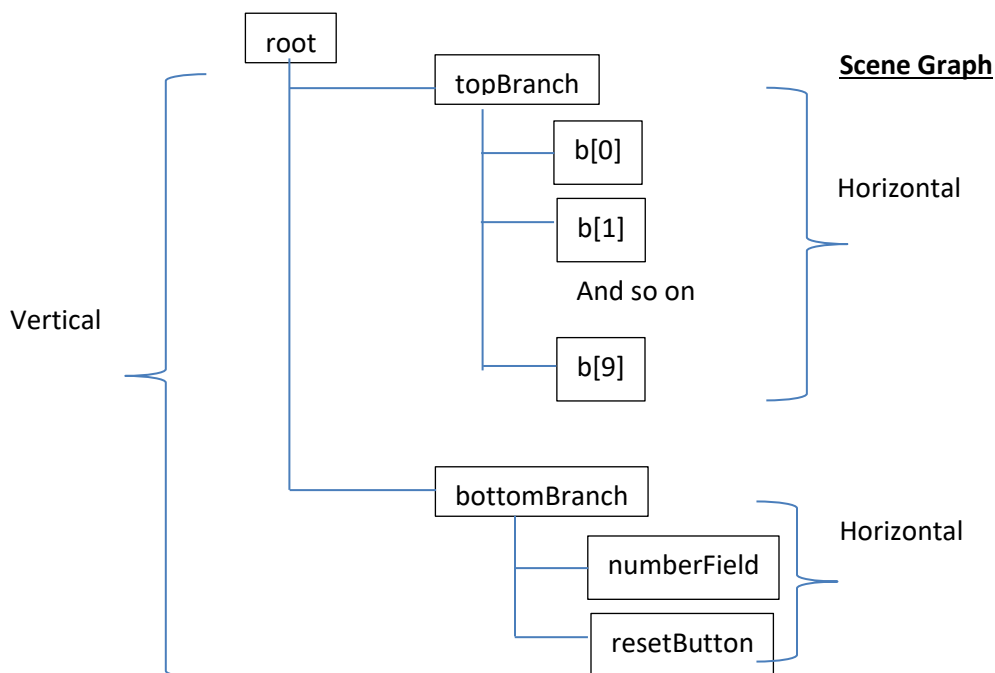 root
Scene Graph
topBranch
b[0]
Horizontal
b[1]
And so on
Vertical
b[9]
bottomBranch
Horizontal
numberField
resetButton